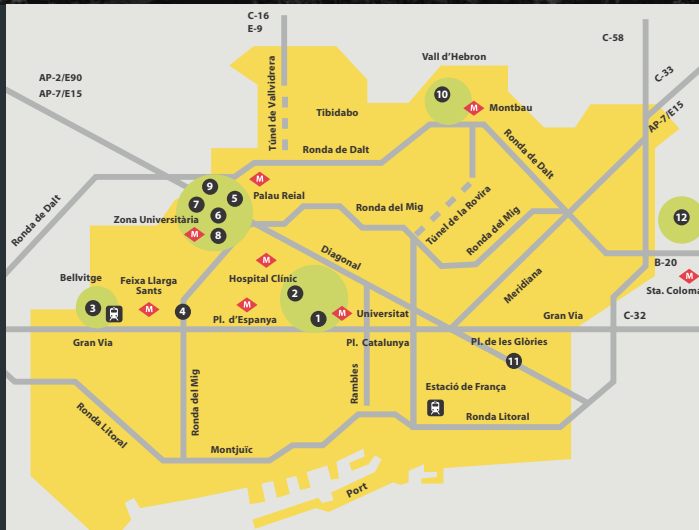 C-16
E-9
C-58
Vall d'Hebron
C-33
AP-2/E90
AP-7/E15
Túnel de Vallvidrera
10
M
Montbau
AP-7/E15
Tibidabo
Ronda de Dalt
Ronda de Dalt
9
M
7
5
Palau Reial
Ronda de Dalt
6
Zona Universitària
M
8
Ronda del Mig
Túnel de la Rovira
Ronda del Mig
12
Diagonal
M
B-20
Bellvitge
Feixa Llarga
Sants
Hospital Clínic
Meridiana
M
Sta. Coloma
3
M
4
M
2
1
M
Universitat
Pl. d'Espanya
Gran Via
C-32
Gran Via
Pl. Catalunya
Pl. de les Glòries
11
Ronda del Mig
Rambles
Estació de França
Ronda Litoral
Ronda Litoral
Montjuïc
Port